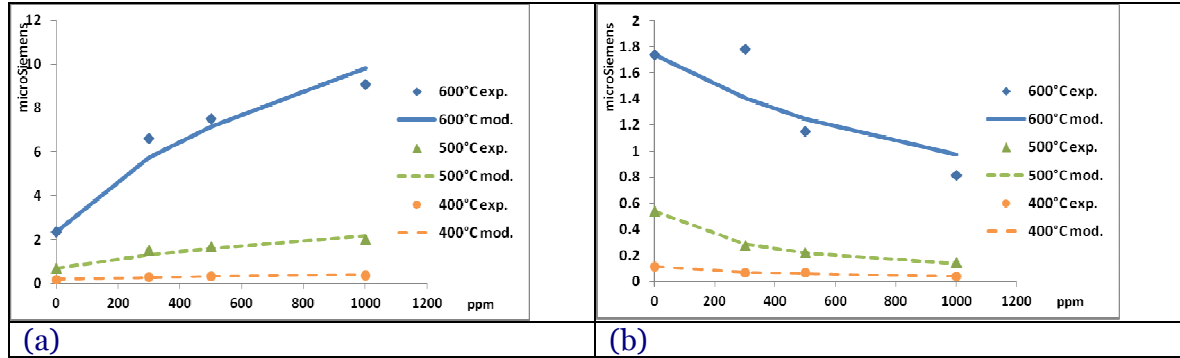 12
10
8
6
4
2
0
microSiemens
0 200 400 600 800 1000 1200 ppm
600°C exp.
600°C mod.
500°C exp.
500°C mod.
400°C exp.
400°C mod.
(a)
2
1.8
1.6
1.4
1.2
1
0.8
0.6
0.4
0.2
0
microSiemens
0 200 400 600 800 1000 1200 ppm
600°C exp.
600°C mod.
500°C exp.
500°C mod.
400°C exp.
400°C mod.
(b)